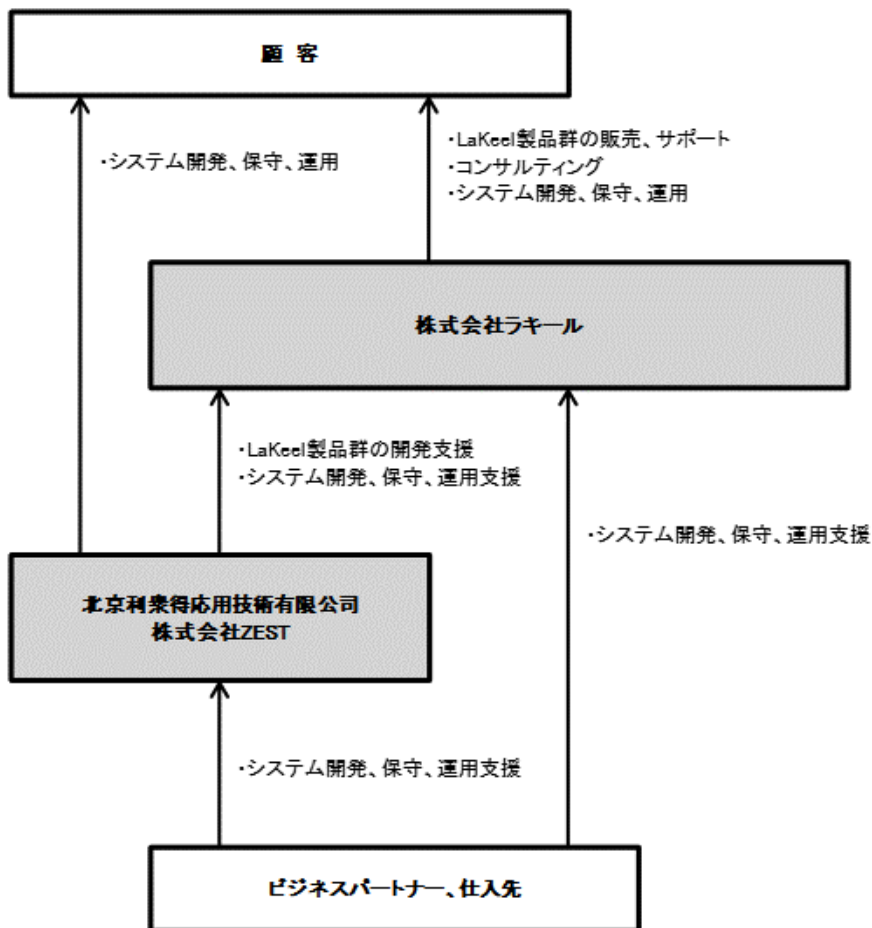 顧 客
・システム開発、保守、運用
・LaKeel製品群の販売、サポート
・コンサルティング
・システム開発、保守、運用
株式会社ラキール
・LaKeel製品群の開発支援
・システム開発、保守、運用支援
・システム開発、保守、運用支援
北京利衆得応用技術有限公司
株式会社ZEST
・システム開発、保守、運用支援
ビジネスパートナー、仕入先